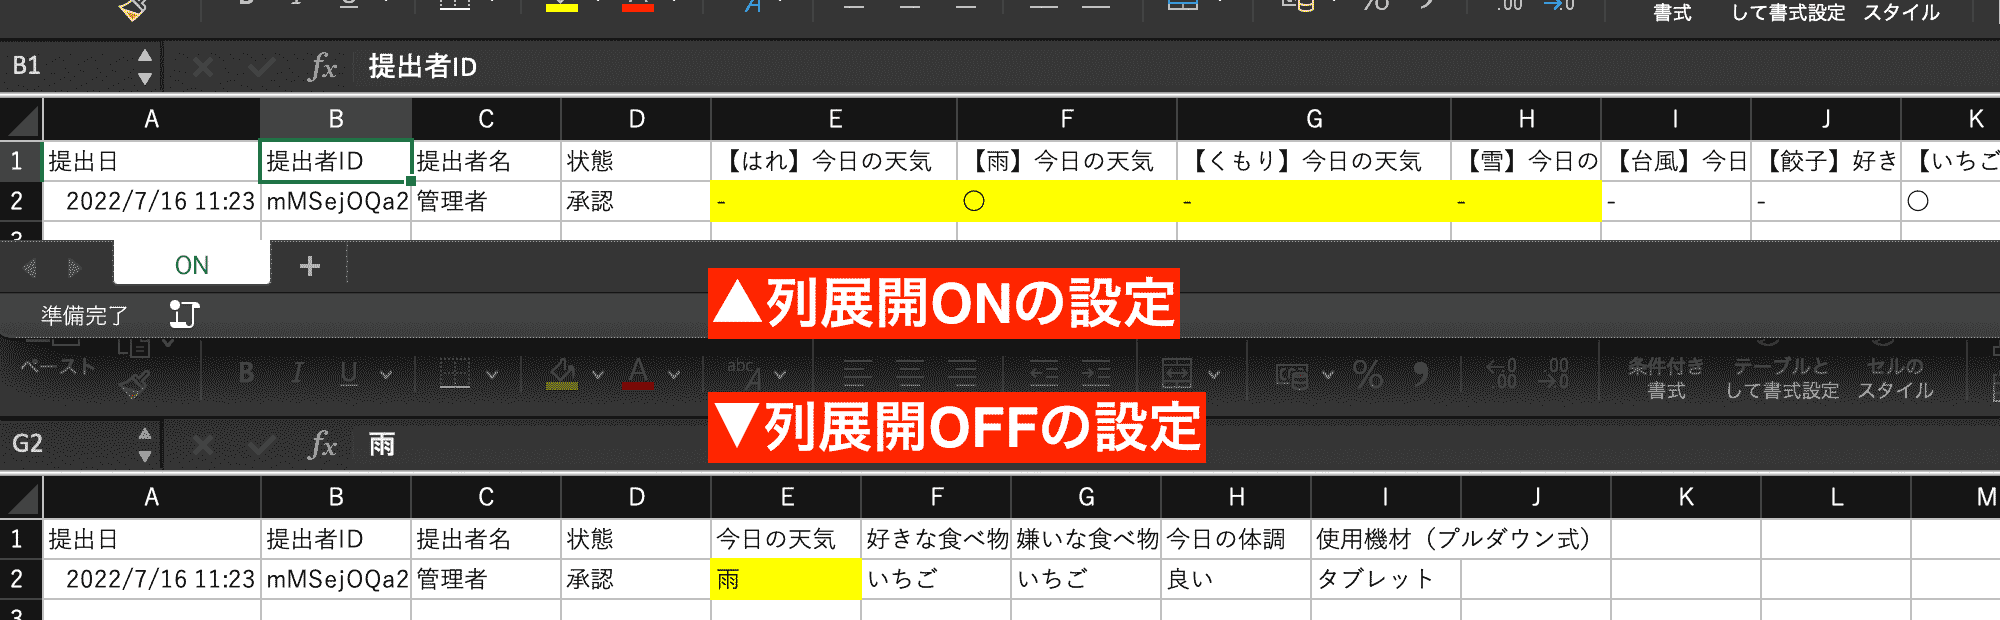 書式 して書式設定 スタイル
B1 fx 提出者ID
A B C D E F G H I J K
1 提出日 提出者ID 提出者名 状態 【はれ】今日の天気 【雨】今日の天気 【くもり】今日の天気 【雪】今日の 【台風】今日 【餃子】好き 【いちご
2 2022/7/16 11:23 mMSejOQa2 管理者 承認 - ○ - - - - ○
3
ON +
▲列展開ONの設定
準備完了
ペースト B I U abc A % 条件付き テーブルと セルの
書式 して書式設定 スタイル
▼列展開OFFの設定
G2 fx 雨
A B C D E F G H I J K L M
1 提出日 提出者ID 提出者名 状態 今日の天気 好きな食べ物 嫌いな食べ物 今日の体調 使用機材（プルダウン式）
2 2022/7/16 11:23 mMSejOQa2 管理者 承認 雨 いちご いちご 良い タブレット
3